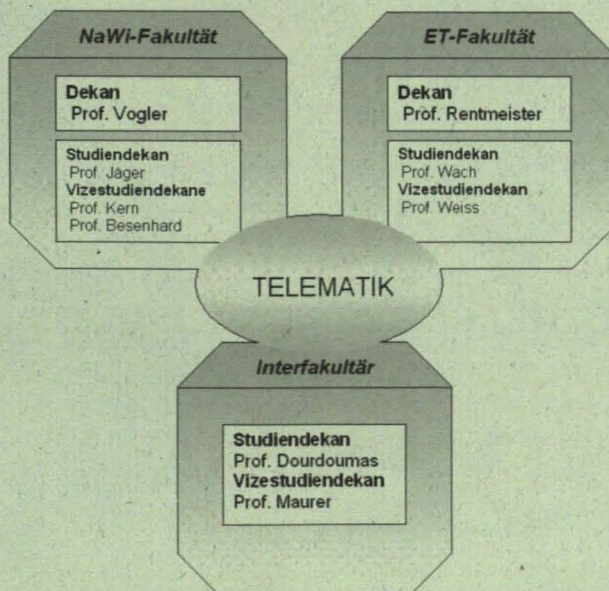 NaWi-Fakultät
Dekan
Prof. Vogler
Studiendekan
Prof. Jäger
Vizestudiendekane
Prof. Kern
Prof. Besenhard
ET-Fakultät
Dekan
Prof. Rentmeister
Studiendekan
Prof. Wach
Vizestudiendekan
Prof. Weiss
TELEMATIK
Interfakultär
Studiendekan
Prof. Dourdoumas
Vizestudiendekan
Prof. Maurer